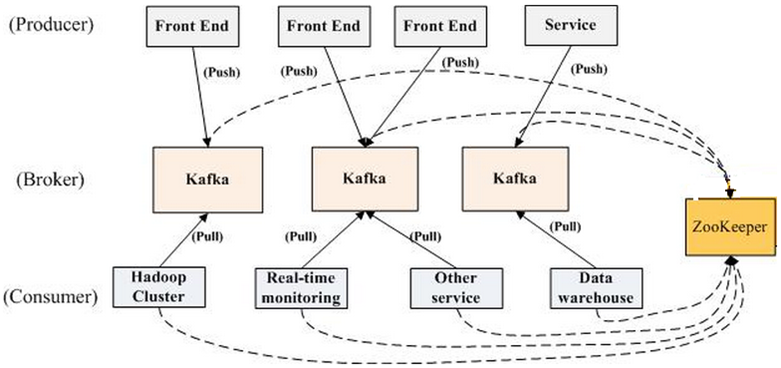 (Producer)
Front End
Front End
Front End
Service
(Push)
(Push)
(Push)
(Push)
(Broker)
Kafka
Kafka
Kafka
ZooKeeper
(Pull)
(Pull)
(Pull)
(Pull)
(Consumer)
Hadoop
Cluster
Real-time
monitoring
Other
service
Data
warehouse